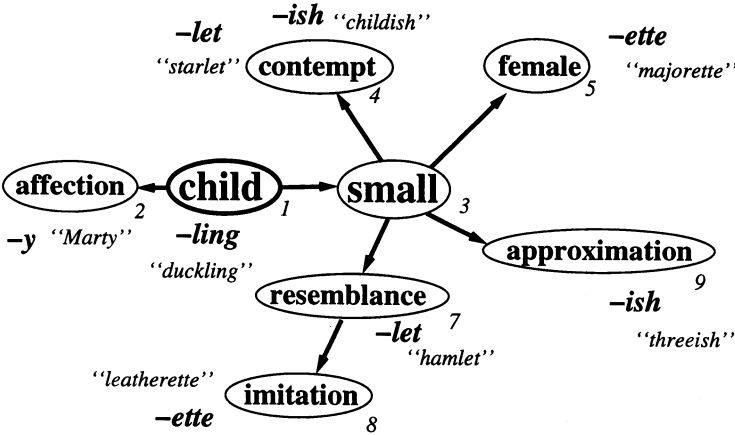 –ish ‘‘childish’’
–let
‘‘starlet’’
contempt
4
–ette
female
‘‘majorette’’
5
affection
2
child
1
small
3
–y ‘‘Marty’’
–ling
‘‘duckling’’
approximation
9
–ish
‘‘threeish’’
resemblance
7
–let
‘‘hamlet’’
‘‘leatherette’’
imitation
–ette
8